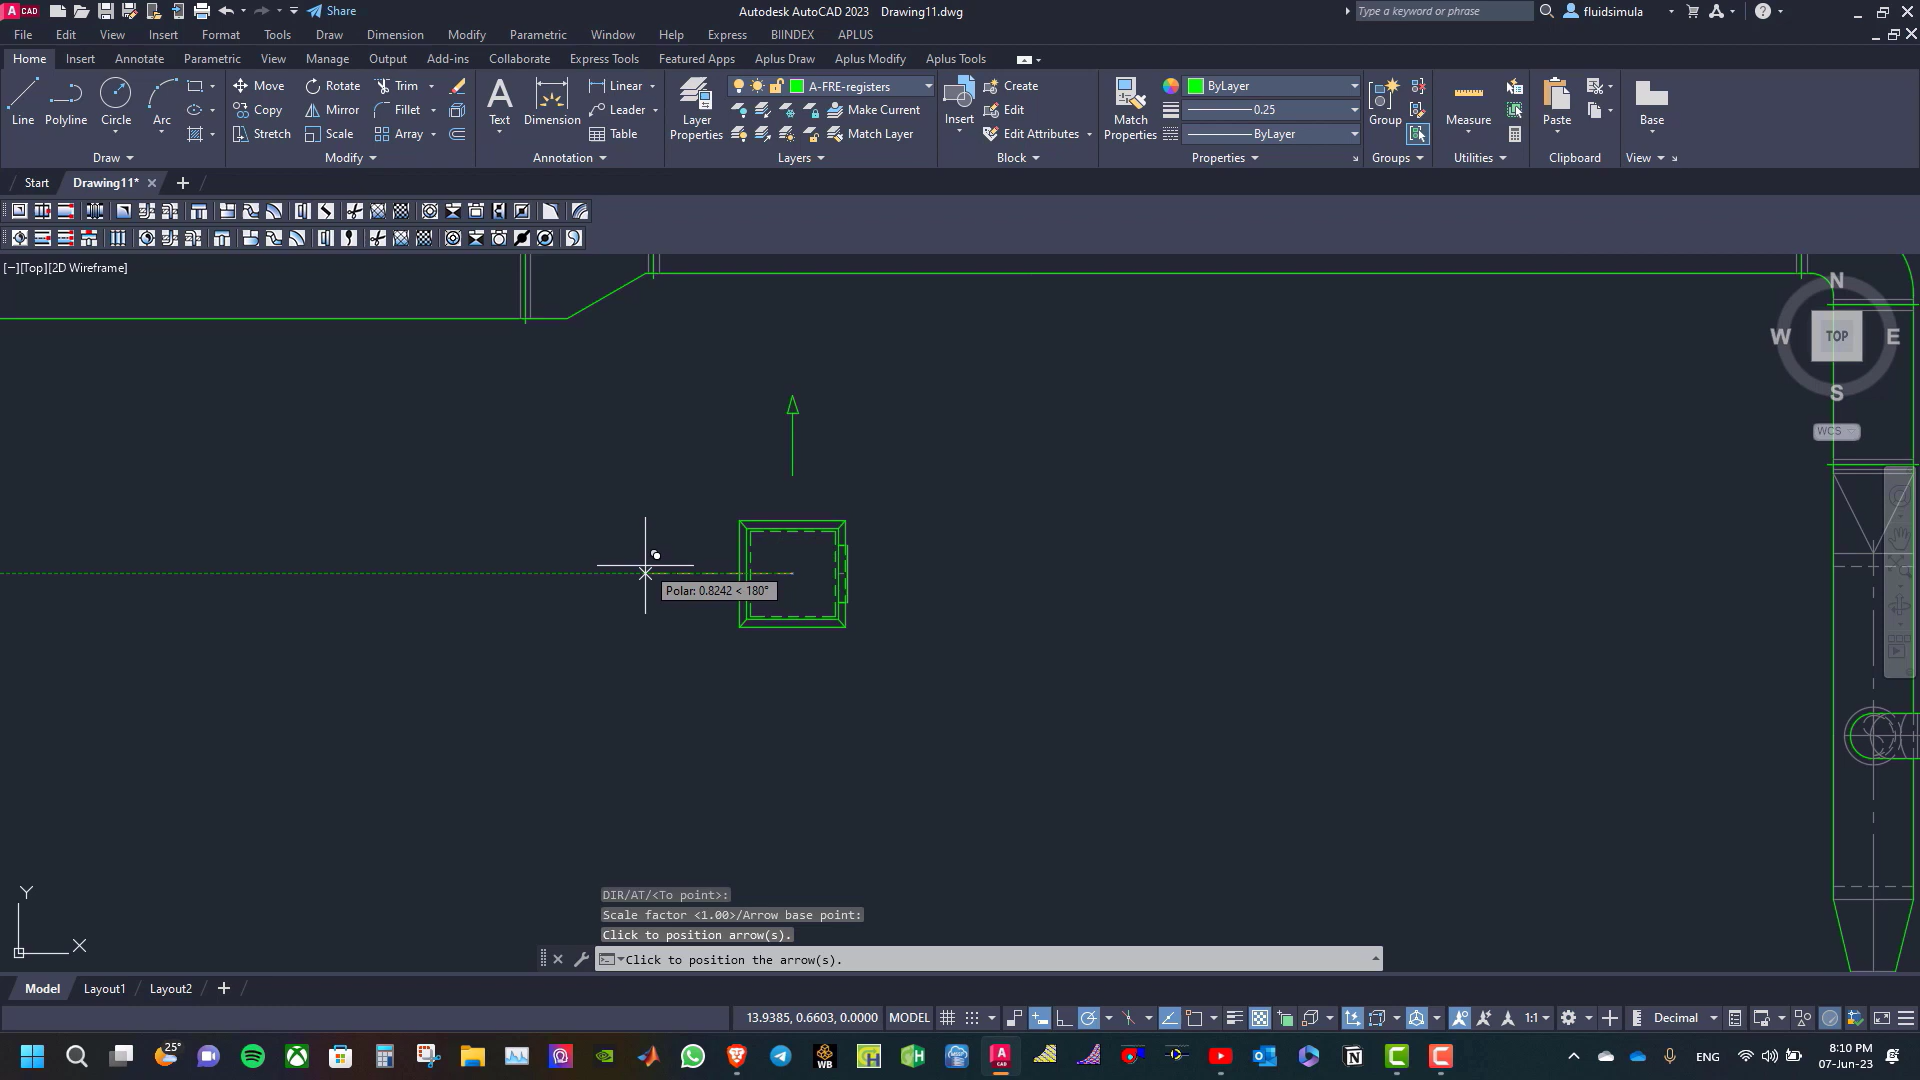 CAD
Share
Autodesk AutoCAD 2023 Drawing11.dwg
Type a keyword or phrase
fluidsimula
File Edit View Insert Format Tools Draw Dimension Modify Parametric Window Help Express BIINDEX APLUS
Home Insert Annotate Parametric View Manage Output Add-ins Collaborate Express Tools Featured Apps Aplus Draw Aplus Modify Aplus Tools
Line Polyline Circle Arc
Move Rotate Trim
Copy Mirror Fillet
Stretch Scale Array
Text Dimension
Linear
Leader
Table
Layer Properties
A-FRE-registers
Make Current
Match Layer
Insert
Create
Edit
Edit Attributes
Match Properties
ByLayer
0.25
ByLayer
Group
Measure
Paste
Base
Draw Modify Annotation Layers Block Properties Groups Utilities Clipboard View
Start Drawing11*
[−][Top][2D Wireframe]
N
W TOP E
S
WCS
Polar: 0.8242 < 180°
Y
X
DIR/AT/<To point>:
Scale factor <1.00>/Arrow base point:
Click to position arrow(s).
Click to position the arrow(s).
Model Layout1 Layout2
13.9385, 0.6603, 0.0000 MODEL
1:1
Decimal
25°
WB
ENG
8:10 PM
07-Jun-23